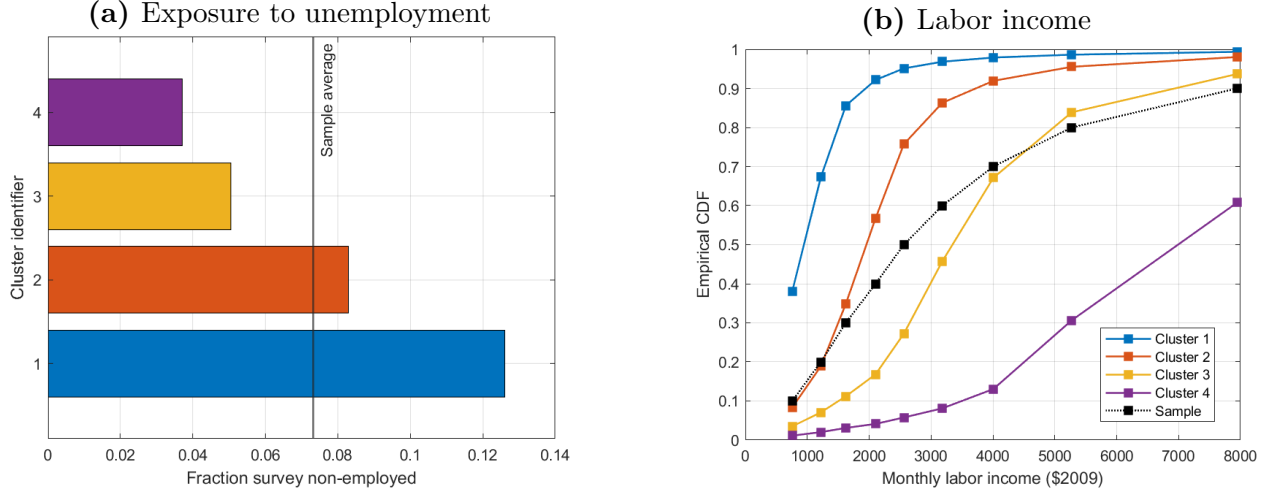 (a) Exposure to unemployment
Sample average
4
3
2
1
Cluster identifier
0 0.02 0.04 0.06 0.08 0.1 0.12 0.14
Fraction survey non-employed
(b) Labor income
1
0.9
0.8
0.7
0.6
0.5
0.4
0.3
0.2
0.1
0
Empirical CDF
Cluster 1
Cluster 2
Cluster 3
Cluster 4
Sample
0 1000 2000 3000 4000 5000 6000 7000 8000
Monthly labor income ($2009)